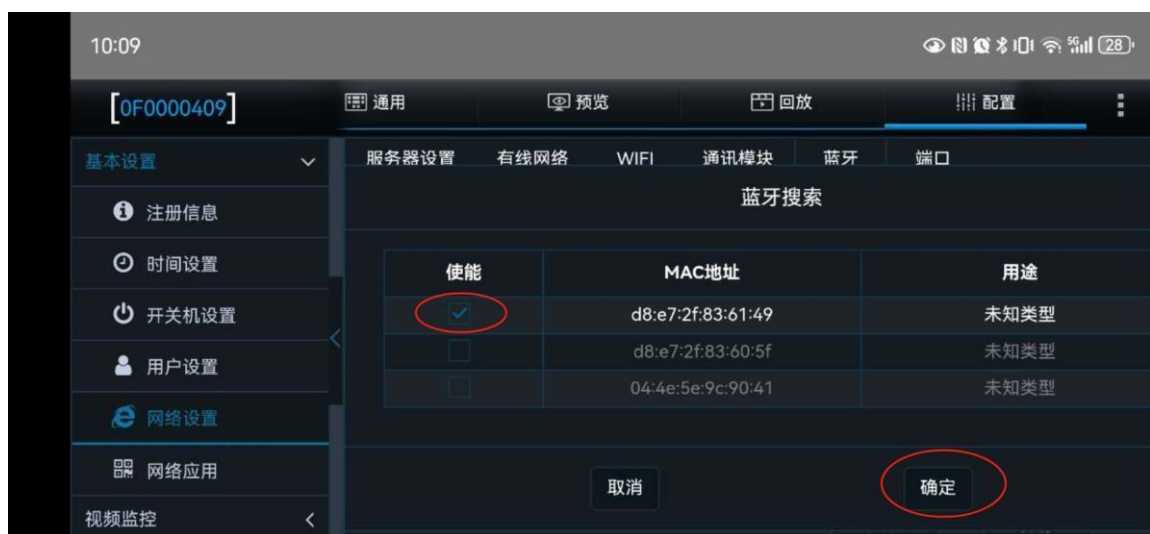 10:09
5G 28
[0F0000409]
通用 预览 回放 配置
基本设置
服务器设置 有线网络 WIFI 通讯模块 蓝牙 端口
注册信息
时间设置
开关机设置
用户设置
网络设置
网络应用
视频监控
蓝牙搜索
使能 MAC地址 用途
d8:e7:2f:83:61:49 未知类型
d8:e7:2f:83:60:5f 未知类型
04:4e:5e:9c:90:41 未知类型
取消 确定